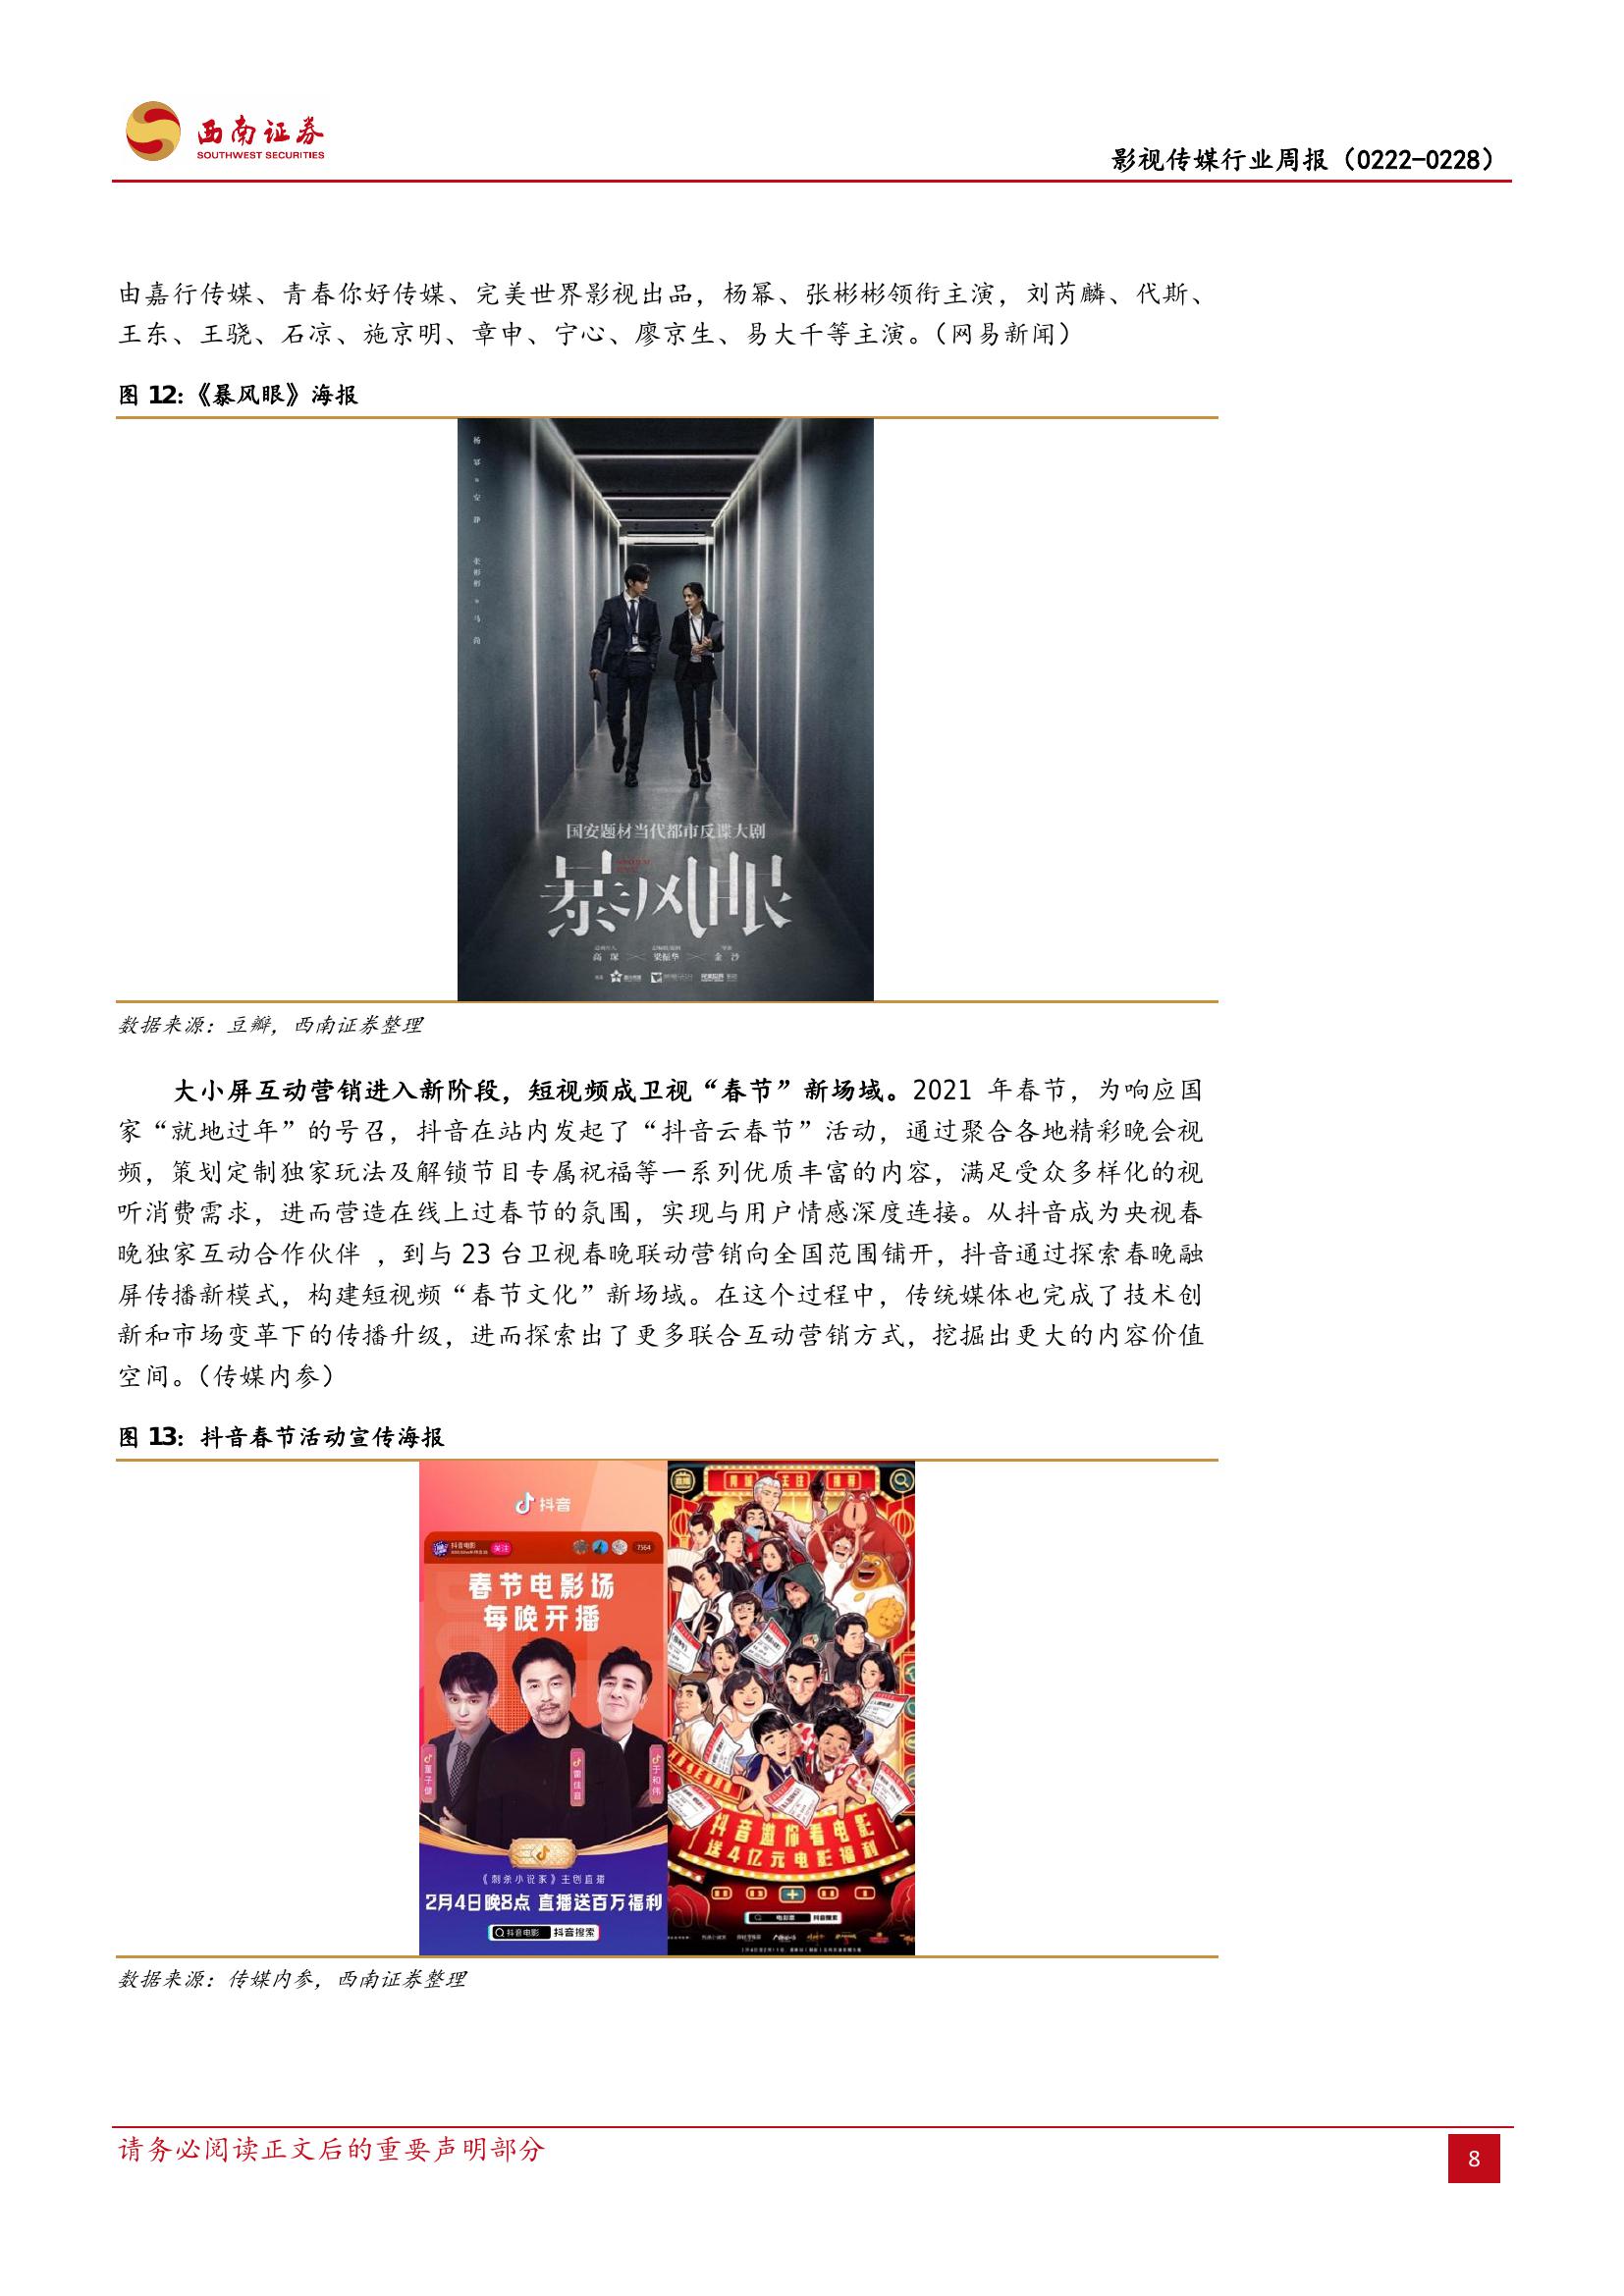 西南证券
SOUTHWEST SECURITIES
影视传媒行业周报（0222-0228）
由嘉行传媒、青春你好传媒、完美世界影视出品，杨幂、张彬彬领衔主演，刘芮麟、代斯、
王东、王骁、石凉、施京明、章申、宁心、廖京生、易大千等主演。（网易新闻）
图 12：《暴风眼》海报
杨幂 安静
张彬彬 马尚
国安题材当代都市反谍大剧
暴风眼
高琛 梁振华 金沙
数据来源：豆瓣，西南证券整理
大小屏互动营销进入新阶段，短视频成卫视“春节”新场域。2021 年春节，为响应国
家“就地过年”的号召，抖音在站内发起了“抖音云春节”活动，通过聚合各地精彩晚会视
频，策划定制独家玩法及解锁节目专属祝福等一系列优质丰富的内容，满足受众多样化的视
听消费需求，进而营造在线上过春节的氛围，实现与用户情感深度连接。从抖音成为央视春
晚独家互动合作伙伴 ，到与 23 台卫视春晚联动营销向全国范围铺开，抖音通过探索春晚融
屏传播新模式，构建短视频“春节文化”新场域。在这个过程中，传统媒体也完成了技术创
新和市场变革下的传播升级，进而探索出了更多联合互动营销方式，挖掘出更大的内容价值
空间。（传媒内参）
图 13：抖音春节活动宣传海报
抖音
抖音电影
关注
7564
春节电影场
每晚开播
董子健
雷佳音
于和伟
《刺杀小说家》主创直播
2月4日晚8点 直播送百万福利
抖音电影 抖音搜索
同城 关注 推荐
抖音邀你看电影
送4亿元电影福利
电影票 抖音搜索
数据来源：传媒内参，西南证券整理
请务必阅读正文后的重要声明部分
8